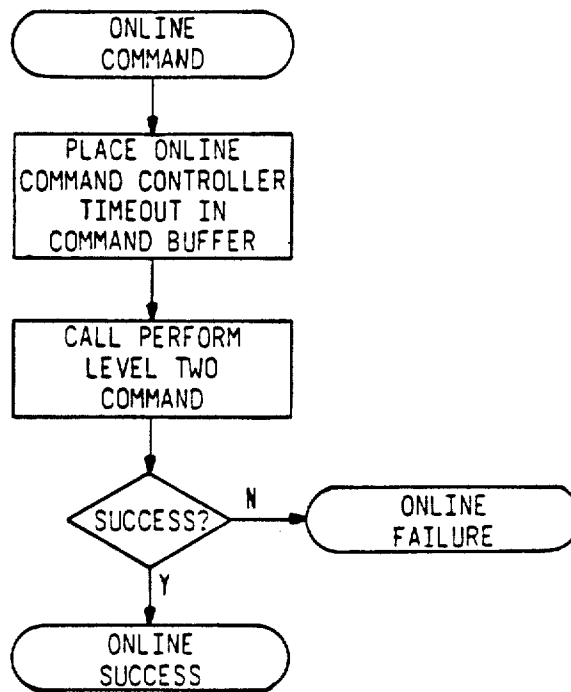 ONLINE
COMMAND
PLACE ONLINE
COMMAND CONTROLLER
TIMEOUT IN
COMMAND BUFFER
CALL PERFORM
LEVEL TWO
COMMAND
SUCCESS?
N
ONLINE
FAILURE
Y
ONLINE
SUCCESS